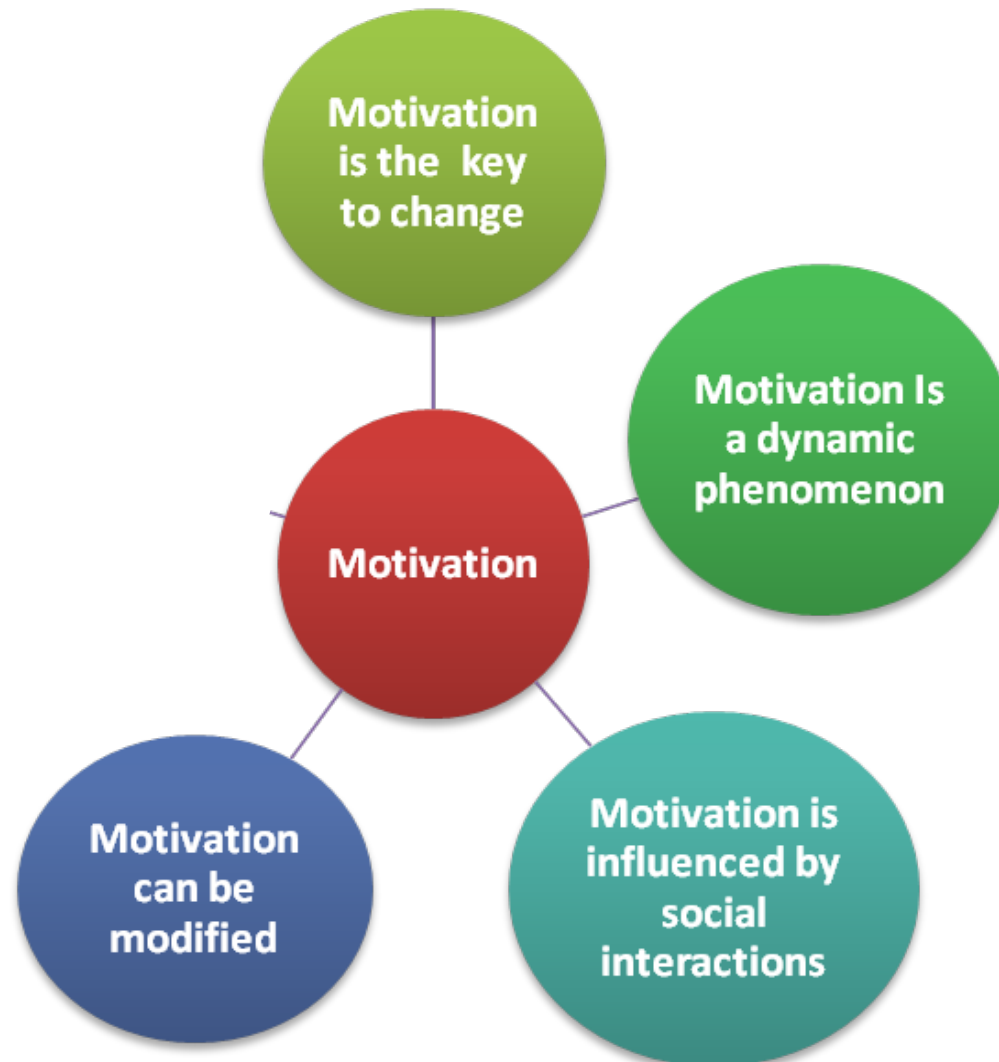 Motivation
is the key
to change
Motivation Is
a dynamic
phenomenon
Motivation
Motivation is
influenced by
social
interactions
Motivation
can be
modified